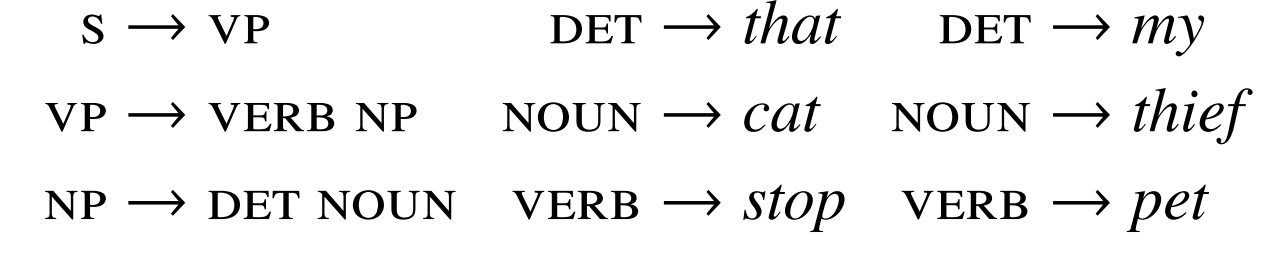 S → VP DET → that DET → my
VP → VERB NP NOUN → cat NOUN → thief
NP → DET NOUN VERB → stop VERB → pet